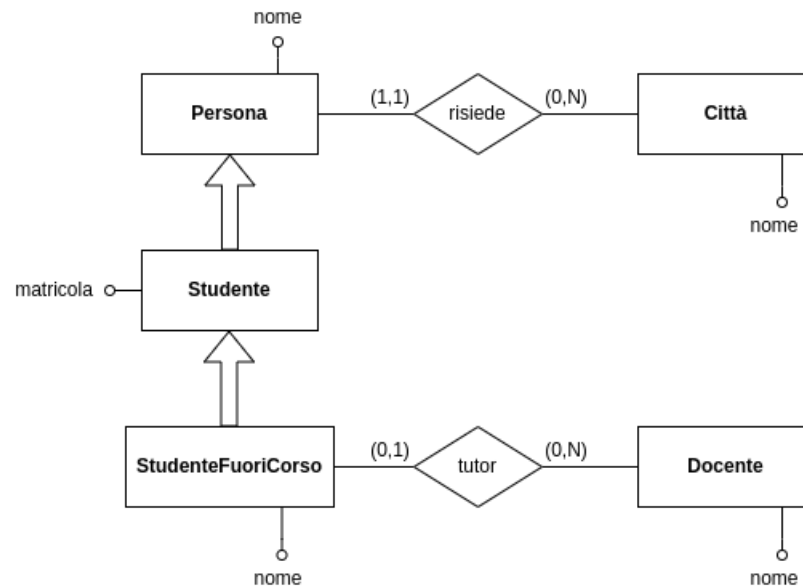 nome
Persona
(1,1)
risiede
(0,N)
Città
nome
matricola
Studente
StudenteFuoriCorso
(0,1)
tutor
(0,N)
Docente
nome
nome